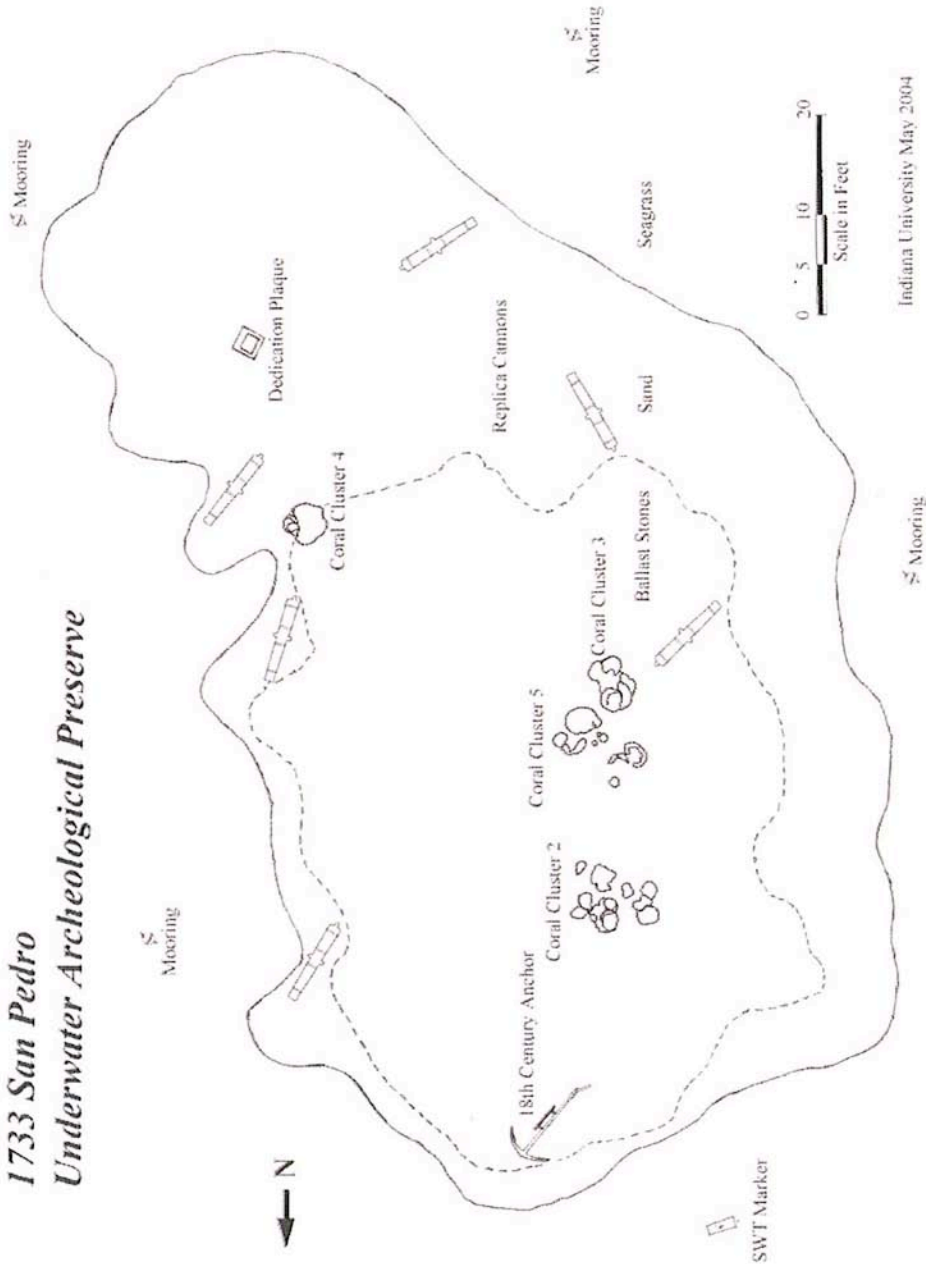 1733 San Pedro
Underwater Archeological Preserve
N
Mooring
Mooring
Mooring
Mooring
Dedication Plaque
Coral Cluster 4
Replica Cannons
Seagrass
Sand
Ballast Stones
Coral Cluster 3
Coral Cluster 5
Coral Cluster 2
18th Century Anchor
SWT Marker
0 5 10 20
Scale in Feet
Indiana University May 2004